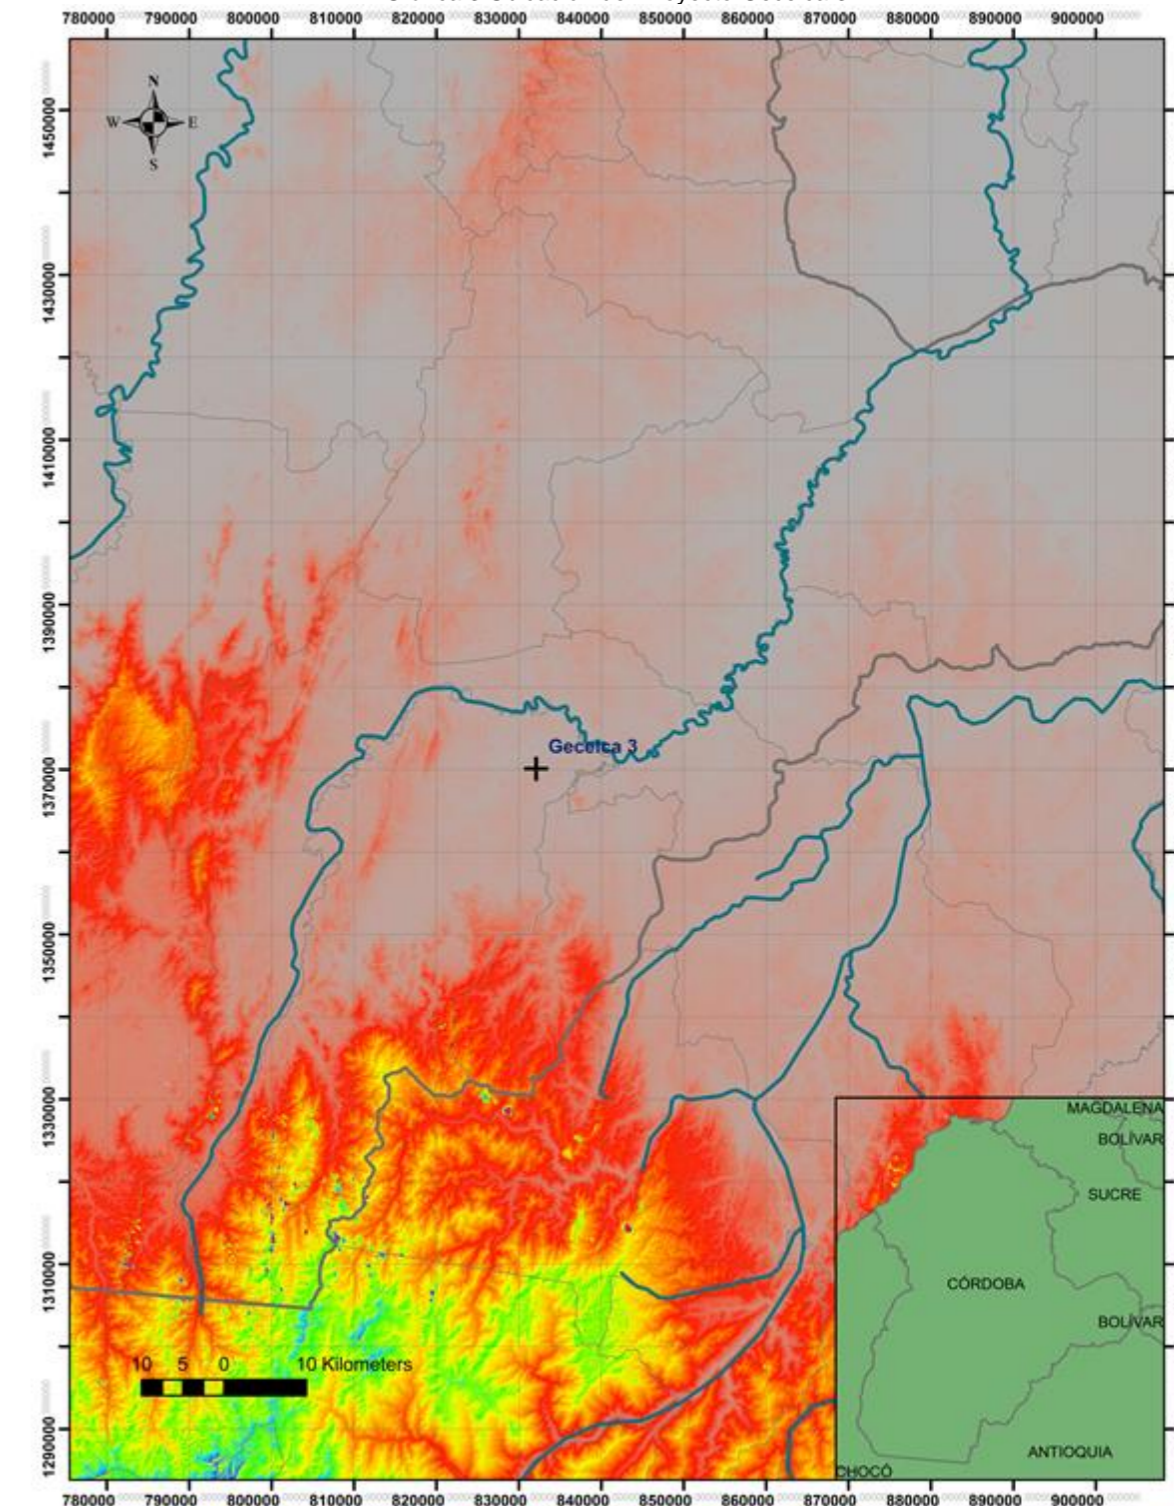 780000 790000 800000 810000 820000 830000 840000 850000 860000 870000 880000 890000 900000
N
W E
S
1450000
1430000
1410000
1390000
1370000
1350000
1330000
1310000
1290000
Gecelca 3
10 5 0 10 Kilometers
MAGDALENA
BOLÍVAR
SUCRE
CÓRDOBA
BOLÍVAR
ANTIOQUIA
CHOCÓ
780000 790000 800000 810000 820000 830000 840000 850000 860000 870000 880000 890000 900000